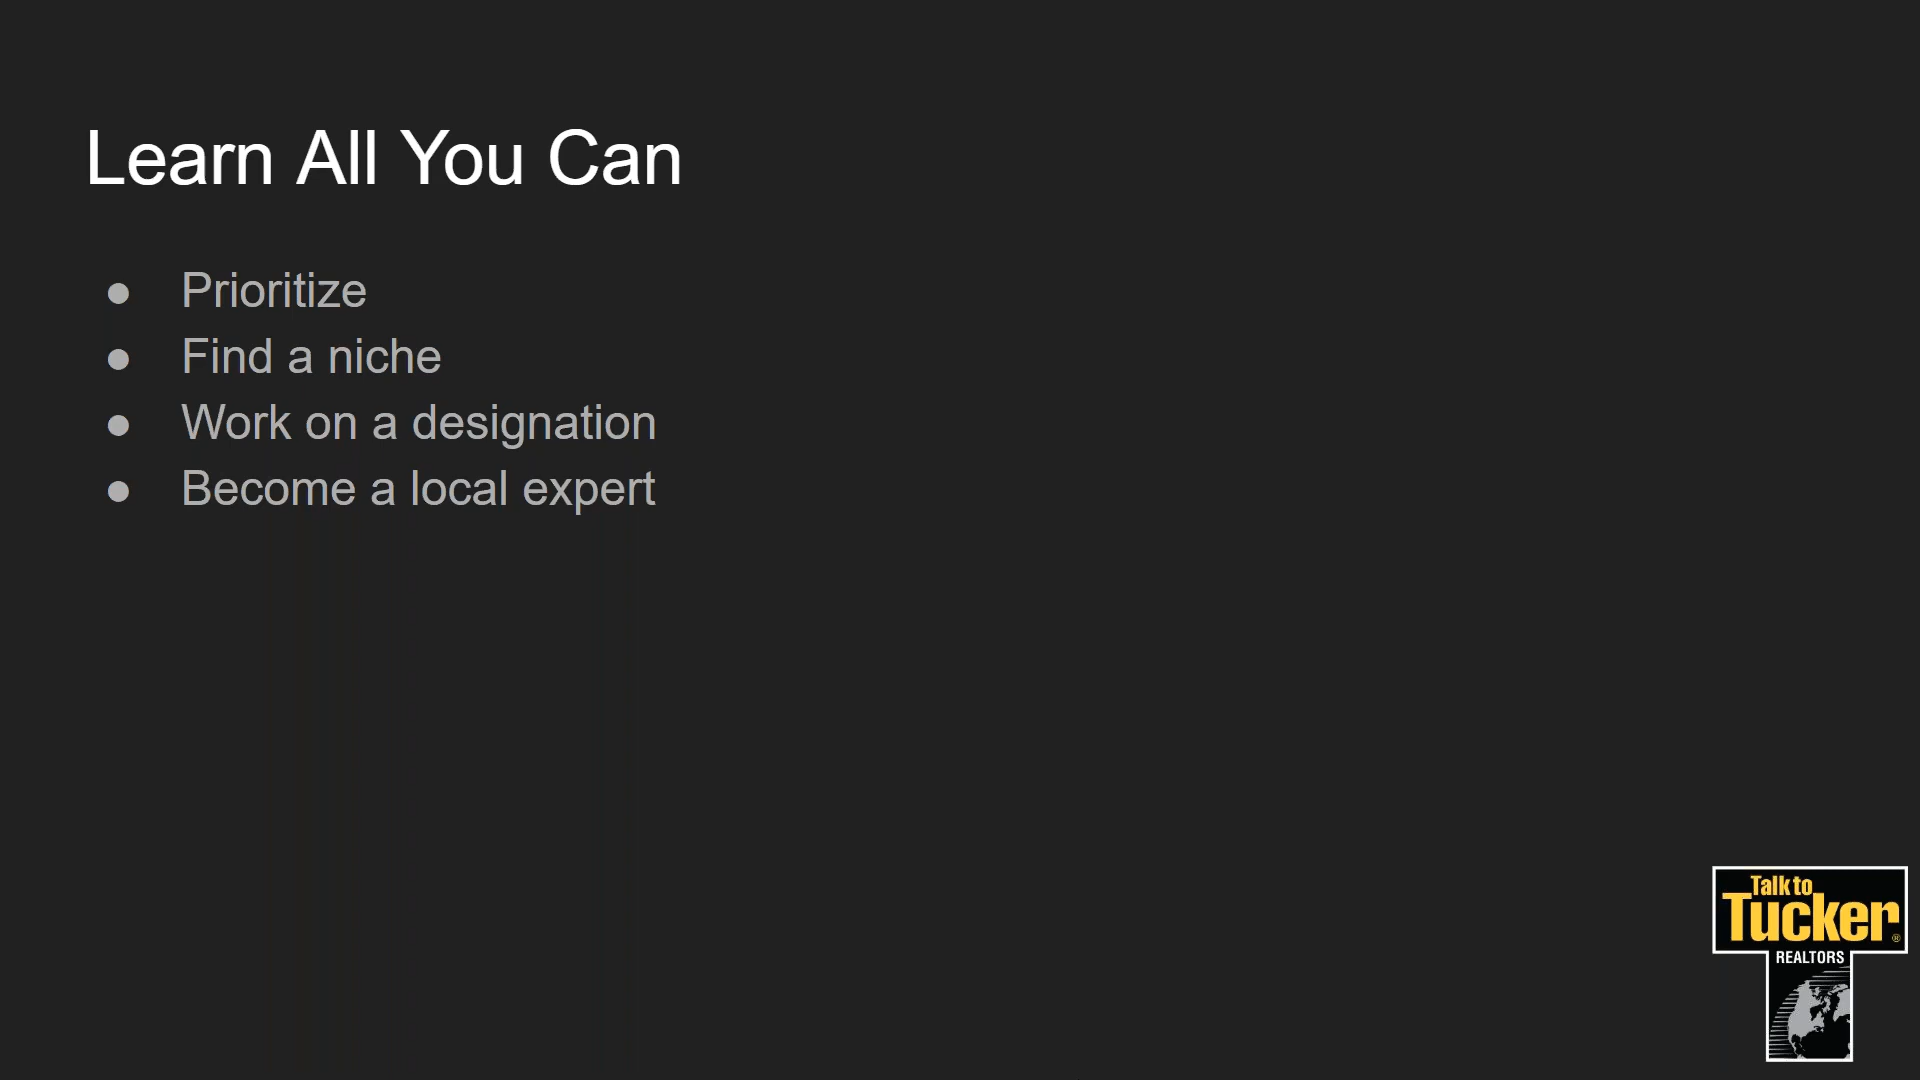 Learn All You Can
● Prioritize
● Find a niche
● Work on a designation
● Become a local expert
Talk to
Tucker®
REALTORS